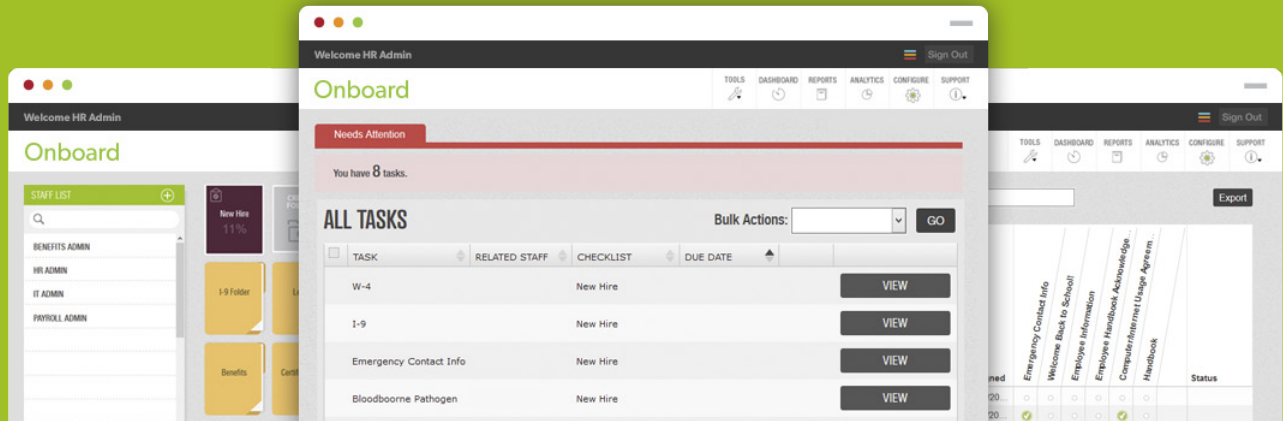 Welcome HR Admin
Sign Out
Onboard
TOOLS DASHBOARD REPORTS ANALYTICS CONFIGURE SUPPORT
Needs Attention
You have 8 tasks.
ALL TASKS
Bulk Actions:
GO
TASK RELATED STAFF CHECKLIST DUE DATE
W-4 New Hire VIEW
I-9 New Hire VIEW
Emergency Contact Info New Hire VIEW
Bloodboorne Pathogen New Hire VIEW
Welcome HR Admin
Onboard
STAFF LIST
BENEFITS ADMIN
HR ADMIN
IT ADMIN
PAYROLL ADMIN
New Hire
11%
I-9 Folder
Benefits
Sign Out
TOOLS DASHBOARD REPORTS ANALYTICS CONFIGURE SUPPORT
Export
Emergency Contact Info
Welcome Back to School!
Employee Information
Employee Handbook Acknowledge...
Computer/Internet Usage Agreem...
Handbook
Status